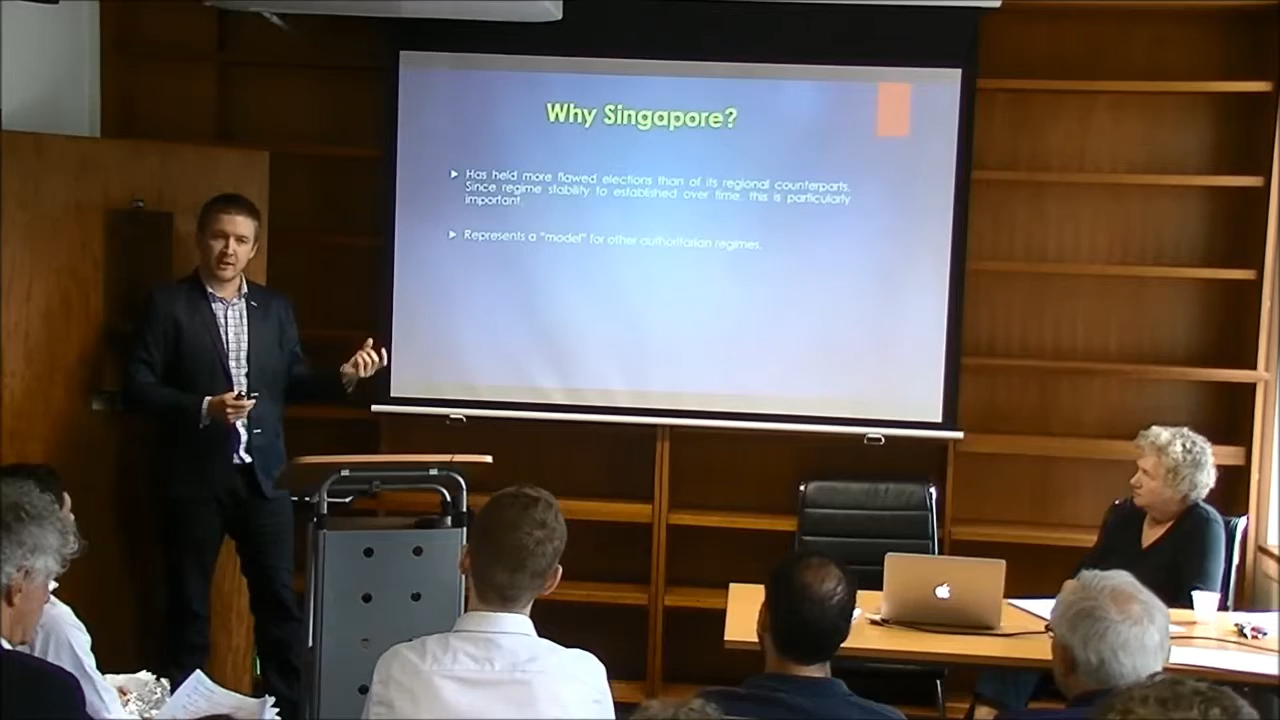 Why Singapore?
Has held more flawed elections than of its regional counterparts.
Since regime stability to established over time, this is particularly
important.
Represents a "model" for other authoritarian regimes.